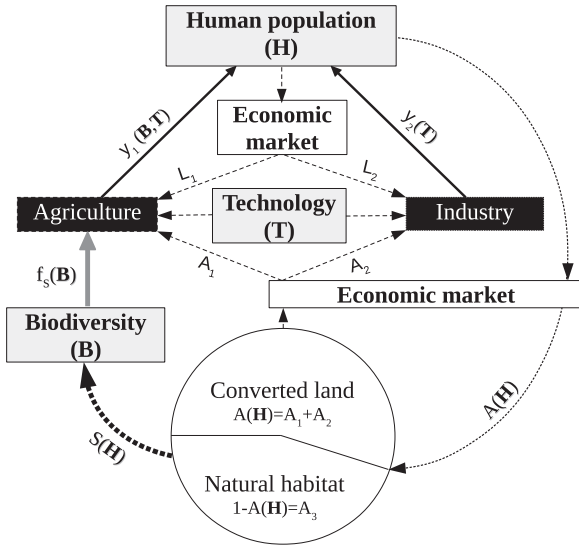 Human population
(H)
Economic
market
y₁(B,T)
y₂(T)
L₁
L₂
Agriculture
Technology
(T)
Industry
A₁
A₂
fₛ(B)
Economic market
Biodiversity
(B)
Converted land
A(H)=A₁+A₂
A(H)
S(H)
Natural habitat
1-A(H)=A₃